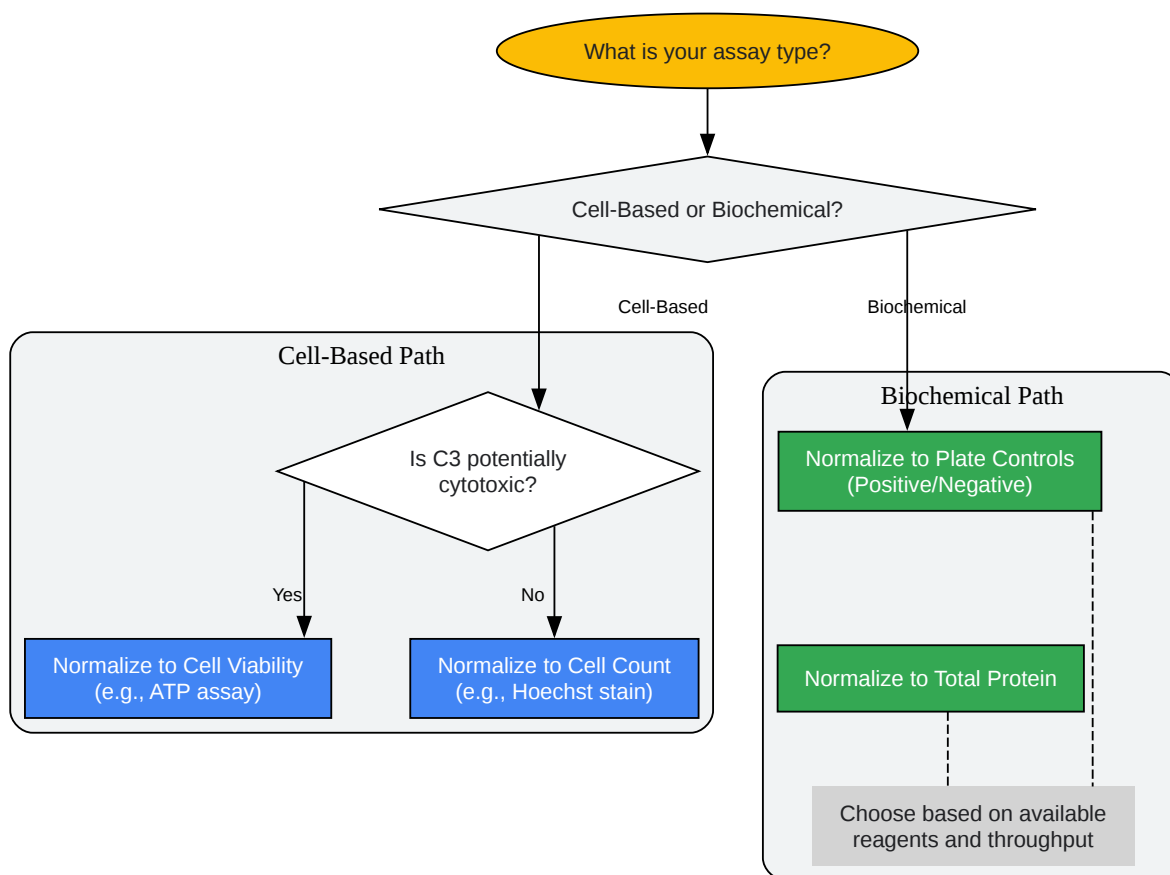 What is your assay type?
Cell-Based or Biochemical?
Cell-Based
Biochemical
Cell-Based Path
Is C3 potentially
cytotoxic?
Yes
No
Normalize to Cell Viability
(e.g., ATP assay)
Normalize to Cell Count
(e.g., Hoechst stain)
Biochemical Path
Normalize to Plate Controls
(Positive/Negative)
Normalize to Total Protein
Choose based on available
reagents and throughput